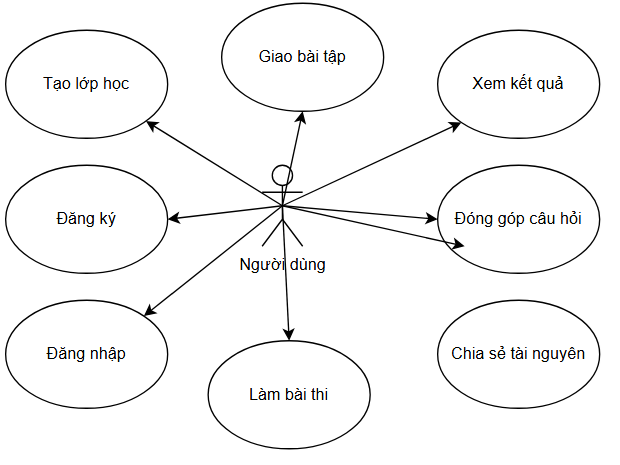 Giao bài tập
Tạo lớp học
Xem kết quả
Đăng ký
Đóng góp câu hỏi
Người dùng
Đăng nhập
Chia sẻ tài nguyên
Làm bài thi